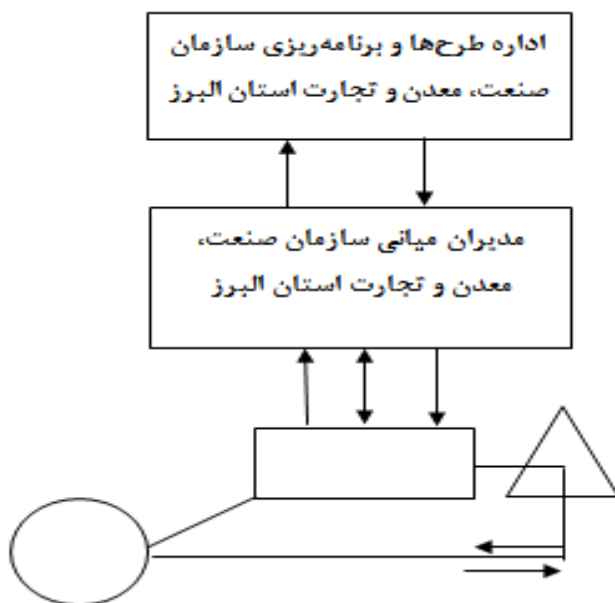 اداره طرح‌ها و برنامه‌ریزی سازمان
صنعت، معدن و تجارت استان البرز
مدیران میانی سازمان صنعت،
معدن و تجارت استان البرز